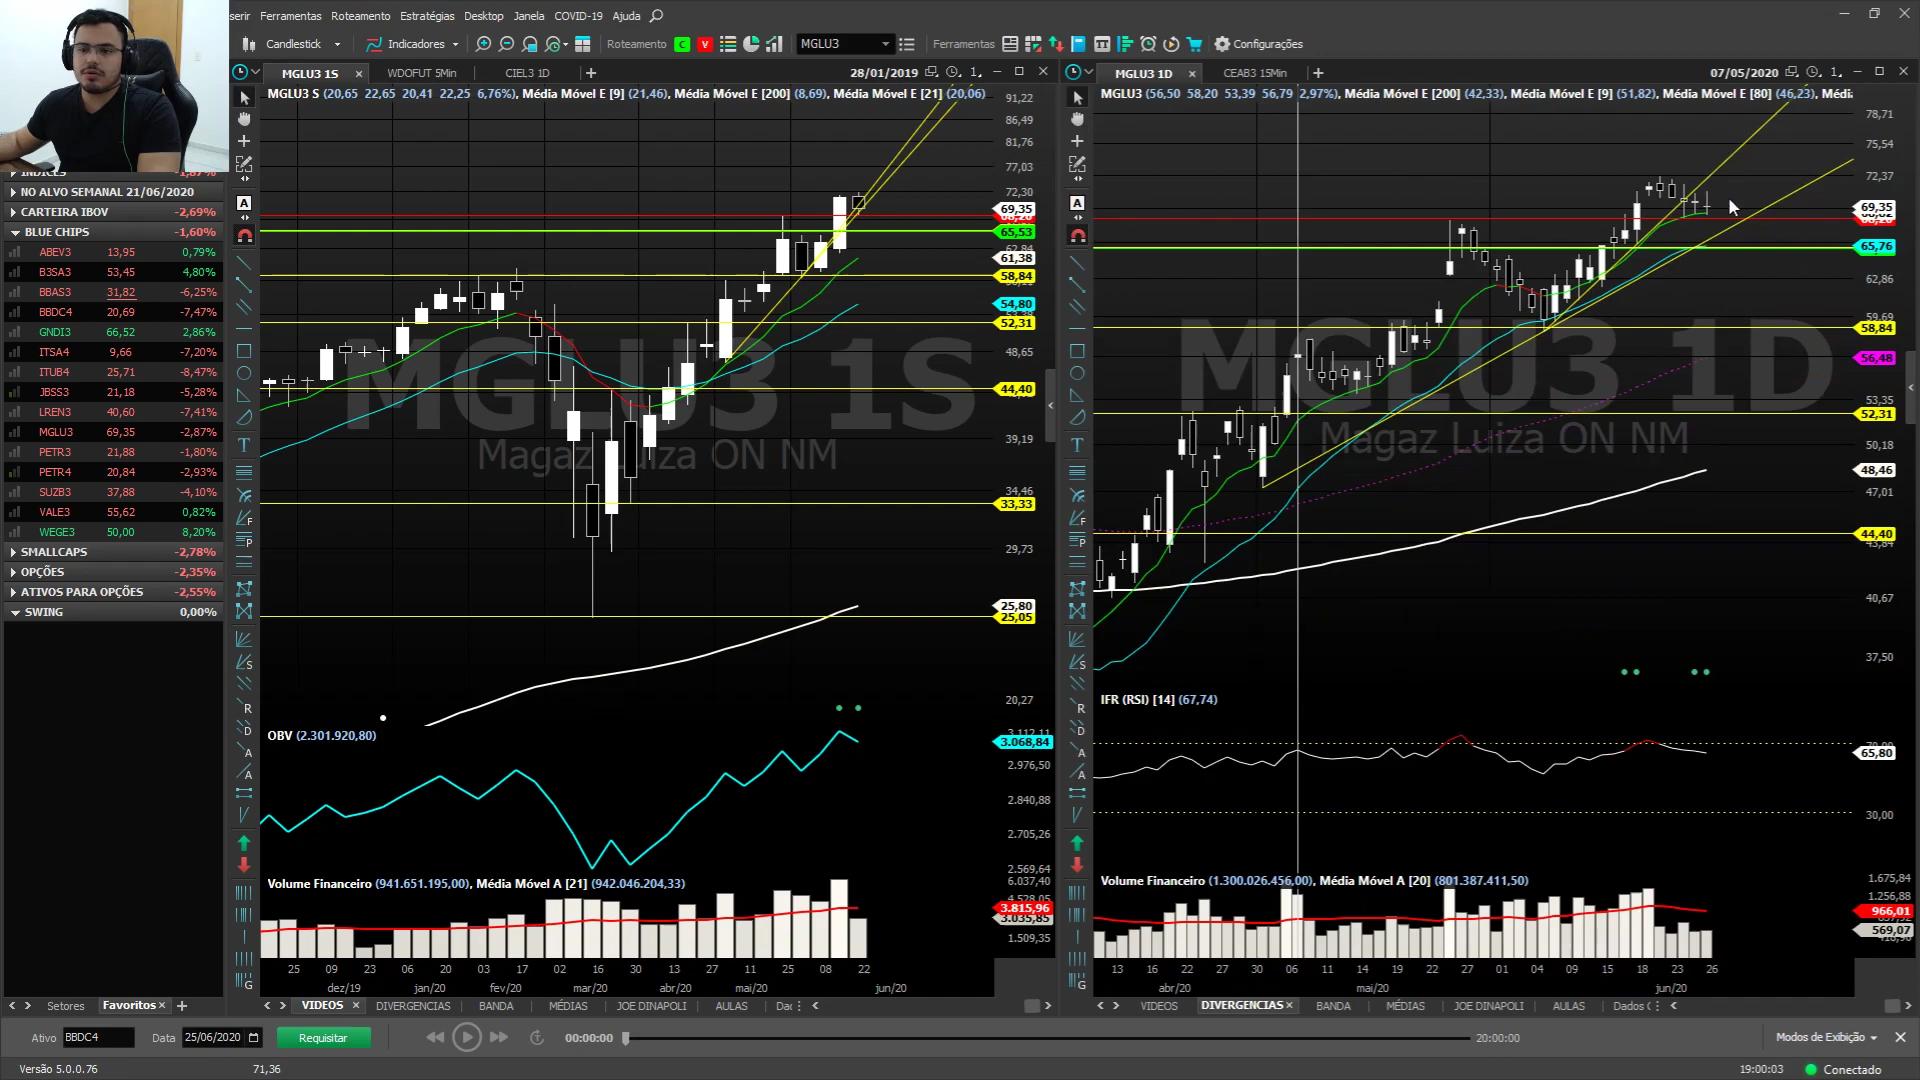 serir Ferramentas Roteamento Estratégias Desktop Janela COVID-19 Ajuda
Candlestick Indicadores Roteamento C V MGLU3 Ferramentas Configurações
MGLU3 1S WDOFUT 5Min CIEL3 1D 28/01/2019 1
MGLU3 1D CEAB3 15Min 07/05/2020 1
MGLU3 S (20,65 22,65 20,41 22,25 6,76%), Média Móvel E [9] (21,46), Média Móvel E [200] (8,69), Média Móvel E [21] (20,06)
MGLU3 (56,50 58,20 53,39 56,79 2,97%), Média Móvel E [200] (42,33), Média Móvel E [9] (51,82), Média Móvel E [80] (46,23), Médi
ÍNDICES -1,87%
NO ALVO SEMANAL 21/06/2020
CARTEIRA IBOV -2,69%
BLUE CHIPS -1,60%
ABEV3 13,95 0,79%
B3SA3 53,45 4,80%
BBAS3 31,82 -6,25%
BBDC4 20,69 -7,47%
GNDI3 66,52 2,86%
ITSA4 9,66 -7,20%
ITUB4 25,71 -8,47%
JBSS3 21,18 -5,28%
LREN3 40,60 -7,41%
MGLU3 69,35 -2,87%
PETR3 21,88 -1,80%
PETR4 20,84 -2,93%
SUZB3 37,88 -4,10%
VALE3 55,62 0,82%
WEGE3 50,00 8,20%
SMALLCAPS -2,78%
OPÇÕES -2,35%
ATIVOS PARA OPÇÕES -2,55%
SWING 0,00%
MGLU3 1S
Magaz Luiza ON NM
91,22
86,49
81,76
77,03
72,30
69,35
65,53
62,84
61,38
58,84
54,80
52,31
48,65
44,40
39,19
34,46
33,33
29,73
25,80
25,05
20,27
OBV (2.301.920,80)
3.112,11
3.068,84
2.976,50
2.840,88
2.705,26
2.569,64
Volume Financeiro (941.651.195,00), Média Móvel A [21] (942.046.204,33)
6.037,40
4.528,05
3.815,96
3.035,85
1.509,35
25 09 23 06 20 03 17 02 16 30 13 27 11 25 08 22
dez/19 jan/20 fev/20 mar/20 abr/20 mai/20 jun/20
MGLU3 1D
Magaz Luiza ON NM
78,71
75,54
72,37
69,35
65,76
62,86
59,69
58,84
56,48
53,35
52,31
50,18
48,46
47,01
44,40
43,84
40,67
37,50
IFR (RSI) [14] (67,74)
70,00
65,80
30,00
Volume Financeiro (1.300.026.456,00), Média Móvel A [20] (801.387.411,50)
1.675,84
1.256,88
966,01
569,07
13 16 22 27 30 06 11 14 19 22 27 01 04 09 15 18 23 26
abr/20 mai/20 jun/20
Setores Favoritos
VIDEOS DIVERGENCIAS BANDA MÉDIAS JOE DINAPOLI AULAS Dad
VIDEOS DIVERGENCIAS BANDA MÉDIAS JOE DINAPOLI AULAS Dados
Ativo BBDC4 Data 25/06/2020 Requisitar 00:00:00 20:00:00 Modos de Exibição
Versão 5.0.0.76 71,36 19:00:03 Conectado